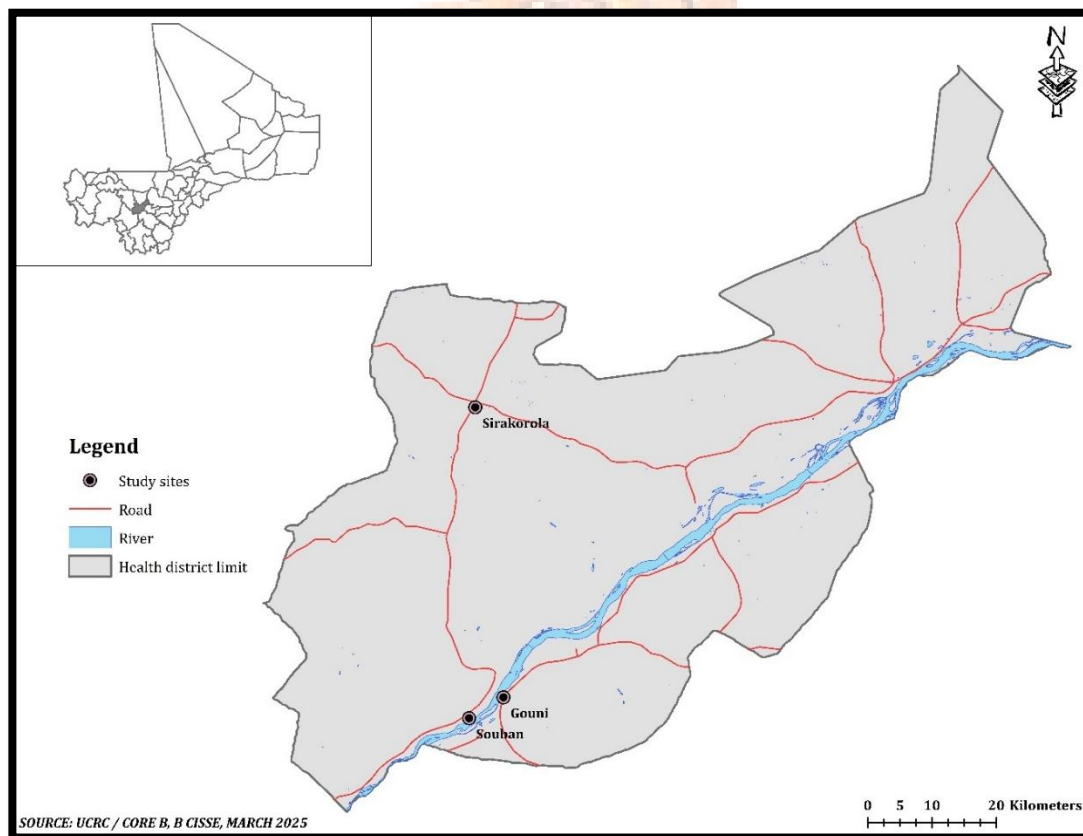 N
Sirakorola
Legend
Study sites
Road
River
Health district limit
Gouni
Souban
0 5 10 20 Kilometers
SOURCE: UCRC / CORE B, B CISSE, MARCH 2025